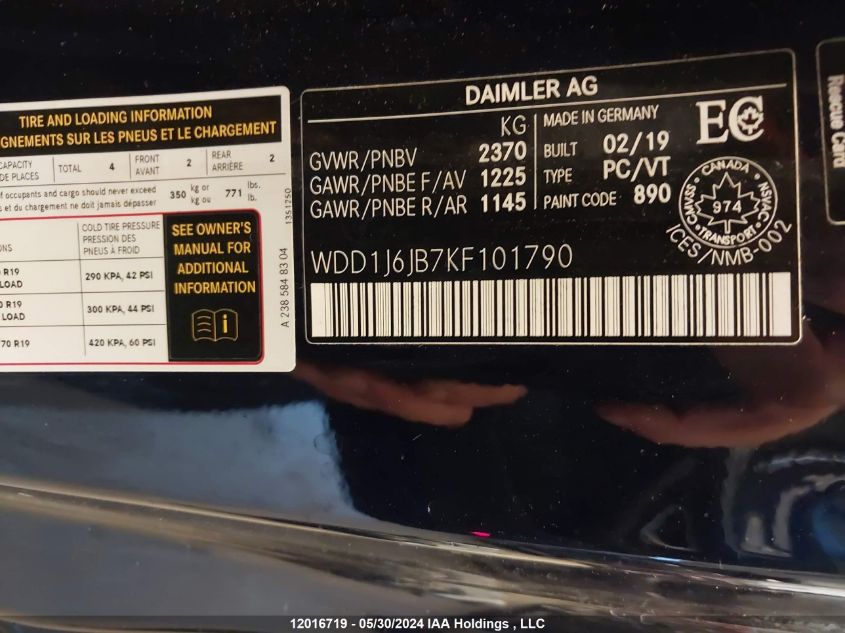 TIRE AND LOADING INFORMATION
GNEMENTS SUR LES PNEUS ET LE CHARGEMENT
CAPACITY TOTAL 4 FRONT 2 REAR 2
DE PLACES AVANT ARRIÈRE
of occupants and cargo should never exceed 350 kg or 771 lbs.
s et du chargement ne doit jamais dépasser kg ou lb.
COLD TIRE PRESSURE
PRESSION DES
PNEUS À FROID
R19
LOAD
290 KPA, 42 PSI
R19
LOAD
300 KPA, 44 PSI
70 R19
420 KPA, 60 PSI
SEE OWNER'S
MANUAL FOR
ADDITIONAL
INFORMATION
i
A 238 584 83 04
1351250
DAIMLER AG
KG
GVWR/PNBV 2370
GAWR/PNBE F/AV 1225
GAWR/PNBE R/AR 1145
MADE IN GERMANY
BUILT 02/19
TYPE PC/VT
PAINT CODE 890
EC
CANADA
CMVSS NSVAC
974
TRANSPORT
ICES/NMB-002
WDD1J6JB7KF101790
Rescue Card
12016719 - 05/30/2024 IAA Holdings , LLC